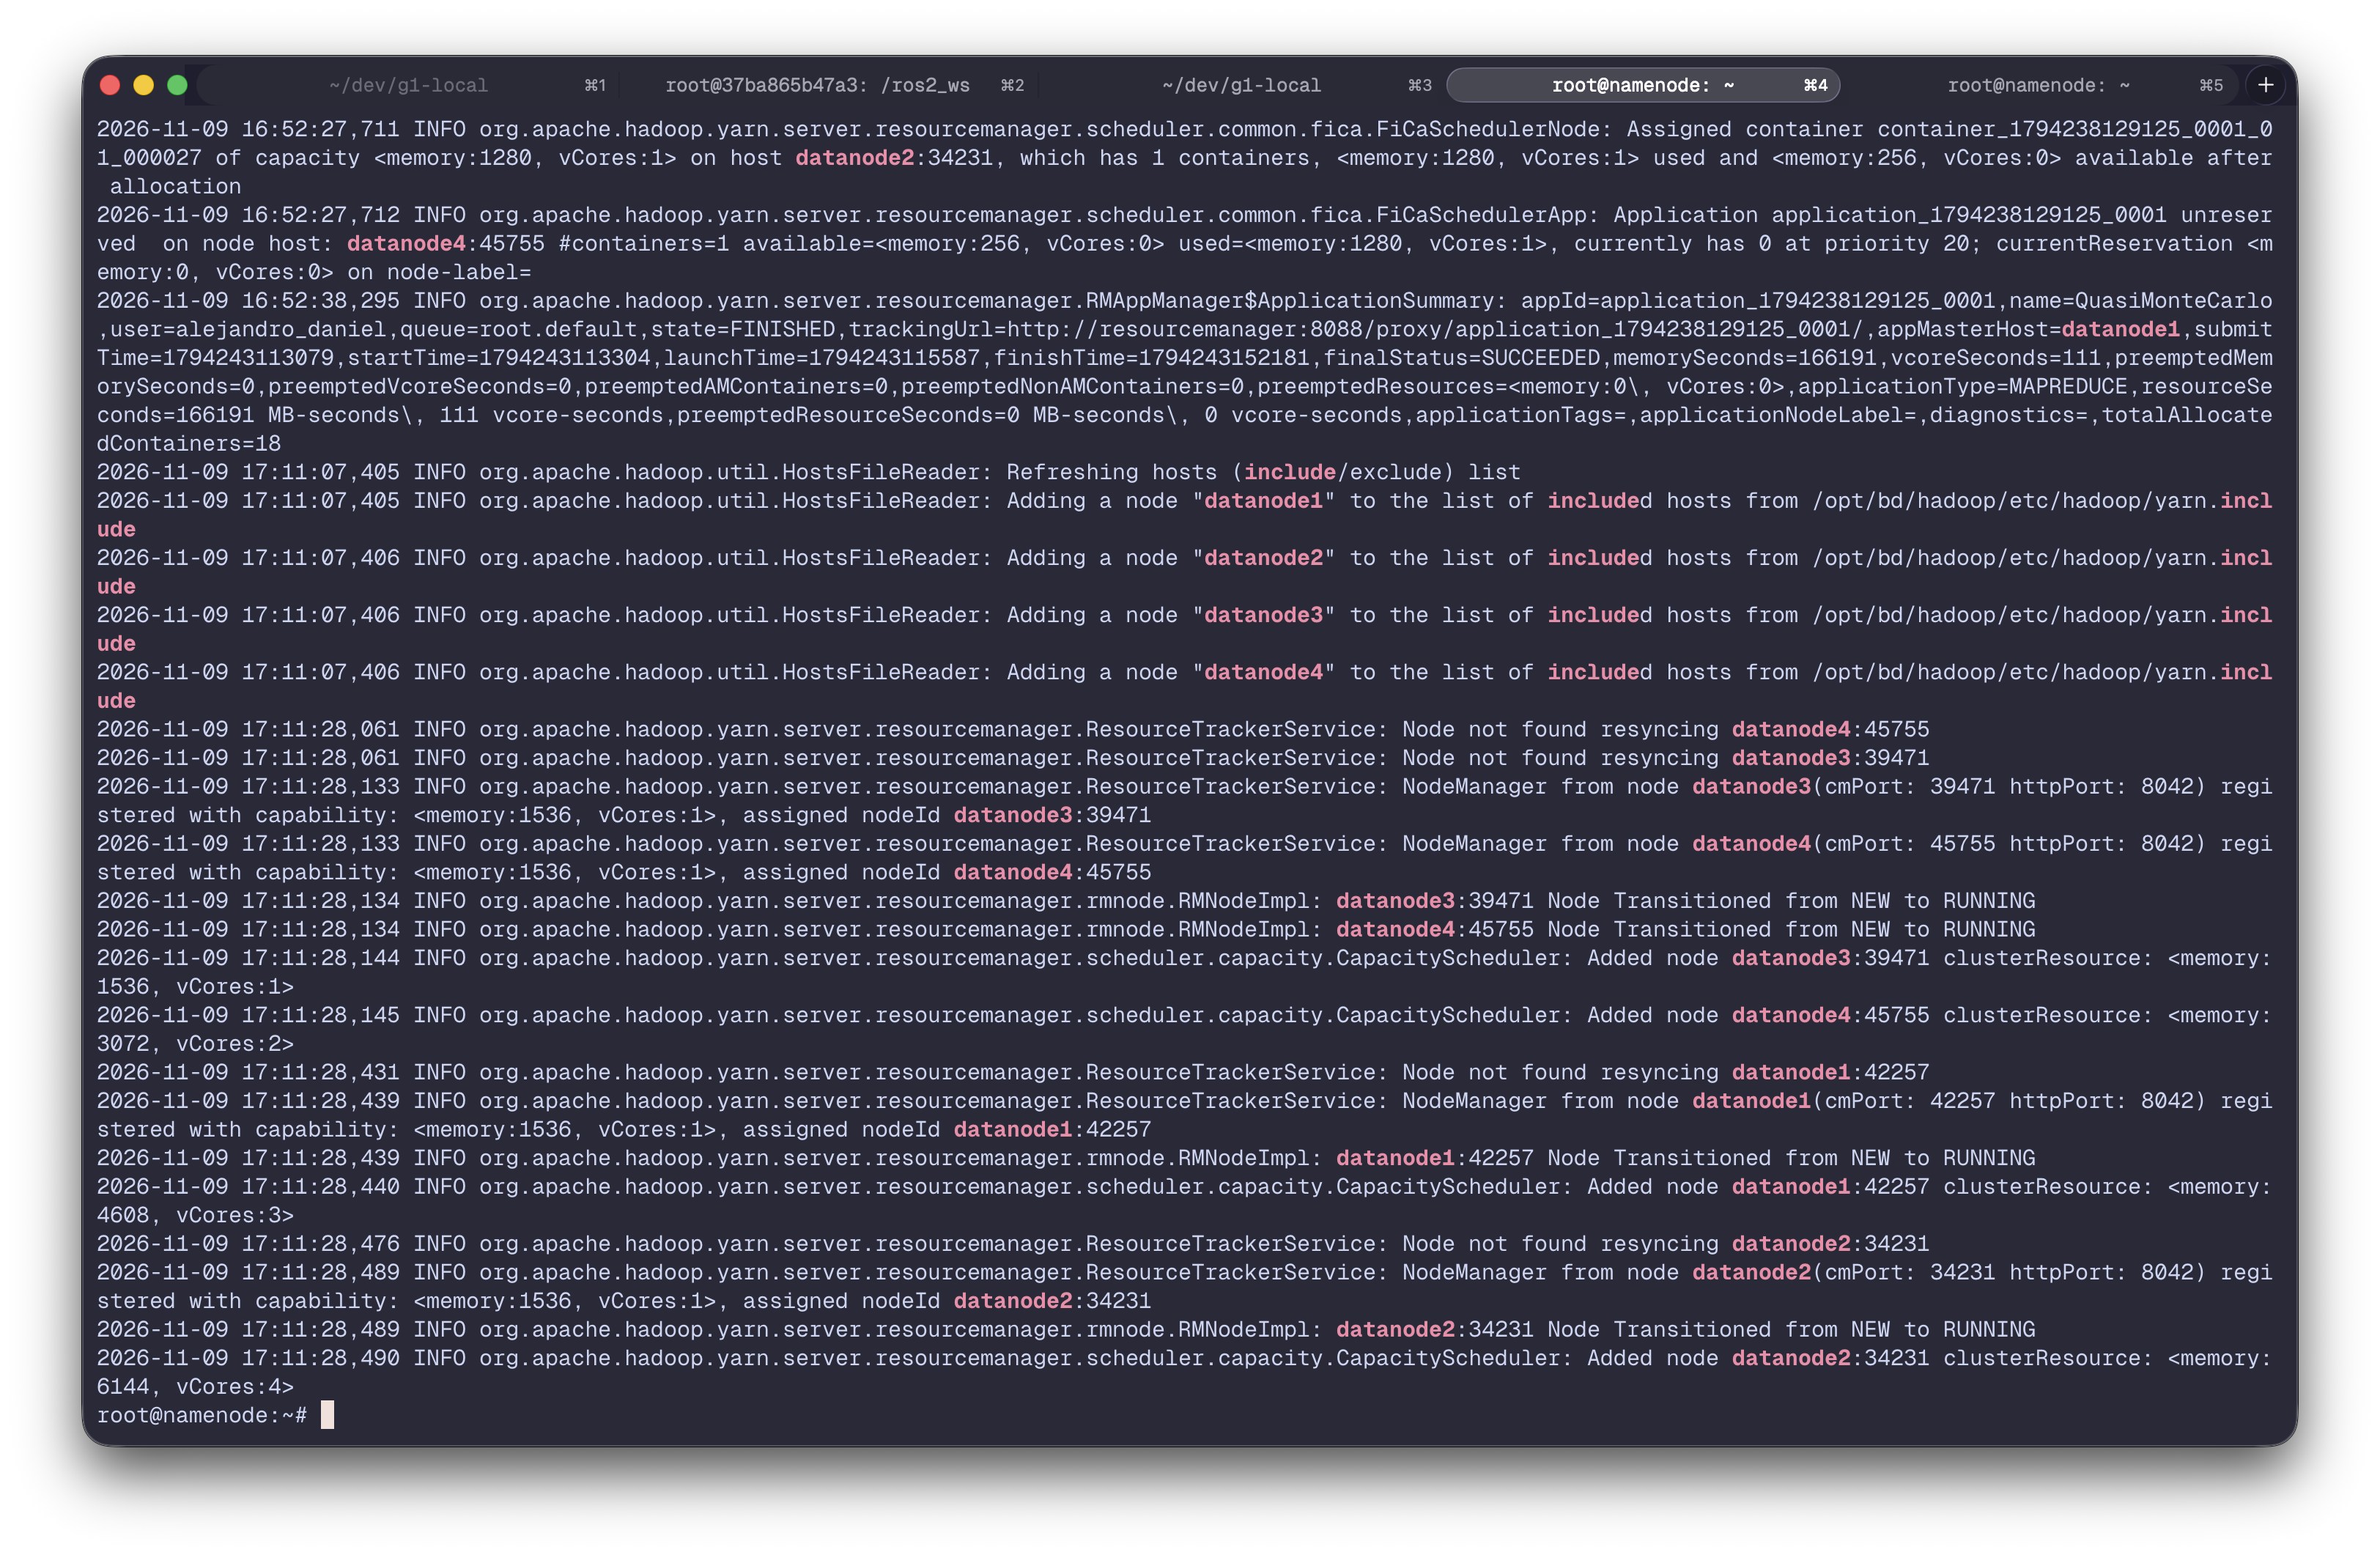 ~/dev/g1-local ⌘1 root@37ba865b47a3: /ros2_ws ⌘2 ~/dev/g1-local ⌘3 root@namenode: ~ ⌘4 root@namenode: ~ ⌘5 +
2026-11-09 16:52:27,711 INFO org.apache.hadoop.yarn.server.resourcemanager.scheduler.common.fica.FiCaSchedulerNode: Assigned container container_1794238129125_0001_0
1_000027 of capacity <memory:1280, vCores:1> on host datanode2:34231, which has 1 containers, <memory:1280, vCores:1> used and <memory:256, vCores:0> available after
 allocation
2026-11-09 16:52:27,712 INFO org.apache.hadoop.yarn.server.resourcemanager.scheduler.common.fica.FiCaSchedulerApp: Application application_1794238129125_0001 unreser
ved  on node host: datanode4:45755 #containers=1 available=<memory:256, vCores:0> used=<memory:1280, vCores:1>, currently has 0 at priority 20; currentReservation <m
emory:0, vCores:0> on node-label=
2026-11-09 16:52:38,295 INFO org.apache.hadoop.yarn.server.resourcemanager.RMAppManager$ApplicationSummary: appId=application_1794238129125_0001,name=QuasiMonteCarlo
,user=alejandro_daniel,queue=root.default,state=FINISHED,trackingUrl=http://resourcemanager:8088/proxy/application_1794238129125_0001/,appMasterHost=datanode1,submit
Time=1794243113079,startTime=1794243113304,launchTime=1794243115587,finishTime=1794243152181,finalStatus=SUCCEEDED,memorySeconds=166191,vcoreSeconds=111,preemptedMem
orySeconds=0,preemptedVcoreSeconds=0,preemptedAMContainers=0,preemptedNonAMContainers=0,preemptedResources=<memory:0\, vCores:0>,applicationType=MAPREDUCE,resourceSe
conds=166191 MB-seconds\, 111 vcore-seconds,preemptedResourceSeconds=0 MB-seconds\, 0 vcore-seconds,applicationTags=,applicationNodeLabel=,diagnostics=,totalAllocate
dContainers=18
2026-11-09 17:11:07,405 INFO org.apache.hadoop.util.HostsFileReader: Refreshing hosts (include/exclude) list
2026-11-09 17:11:07,405 INFO org.apache.hadoop.util.HostsFileReader: Adding a node "datanode1" to the list of included hosts from /opt/bd/hadoop/etc/hadoop/yarn.incl
ude
2026-11-09 17:11:07,406 INFO org.apache.hadoop.util.HostsFileReader: Adding a node "datanode2" to the list of included hosts from /opt/bd/hadoop/etc/hadoop/yarn.incl
ude
2026-11-09 17:11:07,406 INFO org.apache.hadoop.util.HostsFileReader: Adding a node "datanode3" to the list of included hosts from /opt/bd/hadoop/etc/hadoop/yarn.incl
ude
2026-11-09 17:11:07,406 INFO org.apache.hadoop.util.HostsFileReader: Adding a node "datanode4" to the list of included hosts from /opt/bd/hadoop/etc/hadoop/yarn.incl
ude
2026-11-09 17:11:28,061 INFO org.apache.hadoop.yarn.server.resourcemanager.ResourceTrackerService: Node not found resyncing datanode4:45755
2026-11-09 17:11:28,061 INFO org.apache.hadoop.yarn.server.resourcemanager.ResourceTrackerService: Node not found resyncing datanode3:39471
2026-11-09 17:11:28,133 INFO org.apache.hadoop.yarn.server.resourcemanager.ResourceTrackerService: NodeManager from node datanode3(cmPort: 39471 httpPort: 8042) regi
stered with capability: <memory:1536, vCores:1>, assigned nodeId datanode3:39471
2026-11-09 17:11:28,133 INFO org.apache.hadoop.yarn.server.resourcemanager.ResourceTrackerService: NodeManager from node datanode4(cmPort: 45755 httpPort: 8042) regi
stered with capability: <memory:1536, vCores:1>, assigned nodeId datanode4:45755
2026-11-09 17:11:28,134 INFO org.apache.hadoop.yarn.server.resourcemanager.rmnode.RMNodeImpl: datanode3:39471 Node Transitioned from NEW to RUNNING
2026-11-09 17:11:28,134 INFO org.apache.hadoop.yarn.server.resourcemanager.rmnode.RMNodeImpl: datanode4:45755 Node Transitioned from NEW to RUNNING
2026-11-09 17:11:28,144 INFO org.apache.hadoop.yarn.server.resourcemanager.scheduler.capacity.CapacityScheduler: Added node datanode3:39471 clusterResource: <memory:
1536, vCores:1>
2026-11-09 17:11:28,145 INFO org.apache.hadoop.yarn.server.resourcemanager.scheduler.capacity.CapacityScheduler: Added node datanode4:45755 clusterResource: <memory:
3072, vCores:2>
2026-11-09 17:11:28,431 INFO org.apache.hadoop.yarn.server.resourcemanager.ResourceTrackerService: Node not found resyncing datanode1:42257
2026-11-09 17:11:28,439 INFO org.apache.hadoop.yarn.server.resourcemanager.ResourceTrackerService: NodeManager from node datanode1(cmPort: 42257 httpPort: 8042) regi
stered with capability: <memory:1536, vCores:1>, assigned nodeId datanode1:42257
2026-11-09 17:11:28,439 INFO org.apache.hadoop.yarn.server.resourcemanager.rmnode.RMNodeImpl: datanode1:42257 Node Transitioned from NEW to RUNNING
2026-11-09 17:11:28,440 INFO org.apache.hadoop.yarn.server.resourcemanager.scheduler.capacity.CapacityScheduler: Added node datanode1:42257 clusterResource: <memory:
4608, vCores:3>
2026-11-09 17:11:28,476 INFO org.apache.hadoop.yarn.server.resourcemanager.ResourceTrackerService: Node not found resyncing datanode2:34231
2026-11-09 17:11:28,489 INFO org.apache.hadoop.yarn.server.resourcemanager.ResourceTrackerService: NodeManager from node datanode2(cmPort: 34231 httpPort: 8042) regi
stered with capability: <memory:1536, vCores:1>, assigned nodeId datanode2:34231
2026-11-09 17:11:28,489 INFO org.apache.hadoop.yarn.server.resourcemanager.rmnode.RMNodeImpl: datanode2:34231 Node Transitioned from NEW to RUNNING
2026-11-09 17:11:28,490 INFO org.apache.hadoop.yarn.server.resourcemanager.scheduler.capacity.CapacityScheduler: Added node datanode2:34231 clusterResource: <memory:
6144, vCores:4>
root@namenode:~#